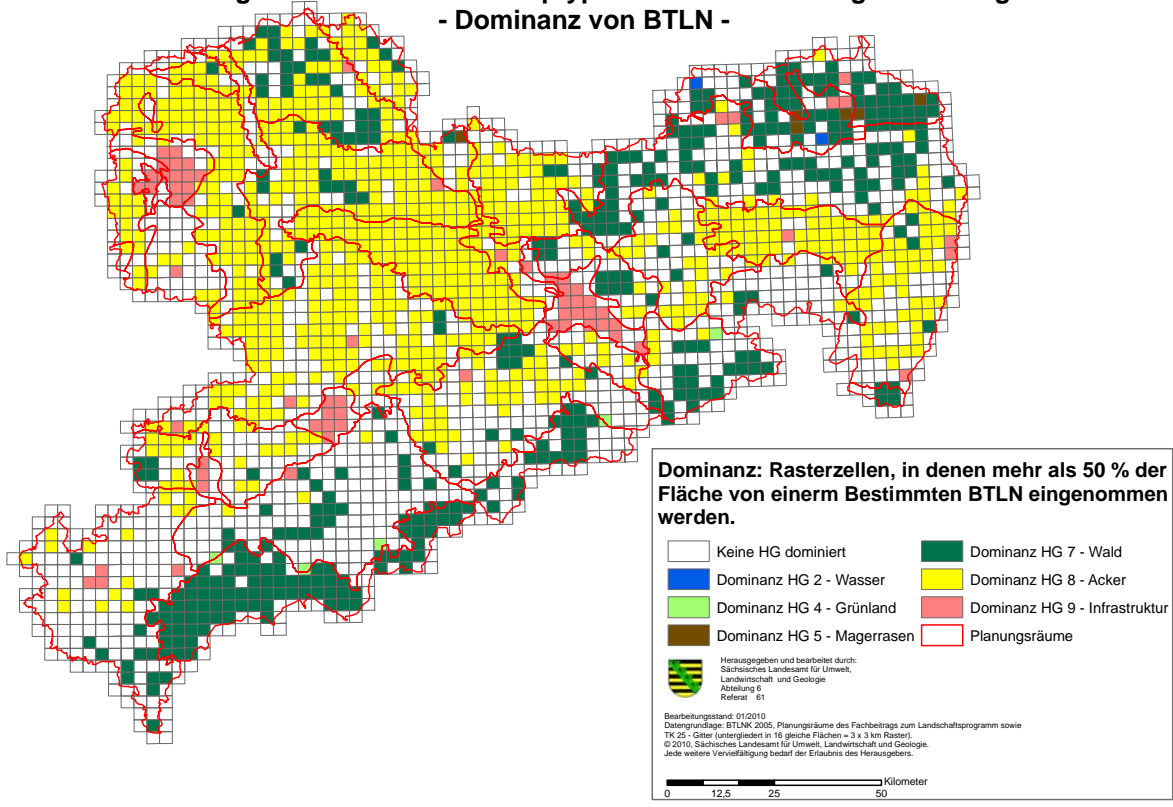 - Dominanz von BTLN -
Dominanz: Rasterzellen, in denen mehr als 50 % der
Fläche von einerm Bestimmten BTLN eingenommen
werden.
Keine HG dominiert
Dominanz HG 2 - Wasser
Dominanz HG 4 - Grünland
Dominanz HG 5 - Magerrasen
Dominanz HG 7 - Wald
Dominanz HG 8 - Acker
Dominanz HG 9 - Infrastruktur
Planungsräume
Herausgegeben und bearbeitet durch:
Sächsisches Landesamt für Umwelt,
Landwirtschaft und Geologie
Abteilung 6
Referat 61
Bearbeitungsstand: 01/2010
Datengrundlage: BTLNK 2005, Planungsräume des Fachbeitrags zum Landschaftsprogramm sowie
TK 25 - Gitter (untergliedert in 16 gleiche Flächen = 3 x 3 km Raster).
© 2010, Sächisches Landesamt für Umwelt, Landwirtschaft und Geologie.
Jede weitere Vervielfältigung bedarf der Erlaubnis des Herausgebers.
Kilometer
0 12,5 25 50